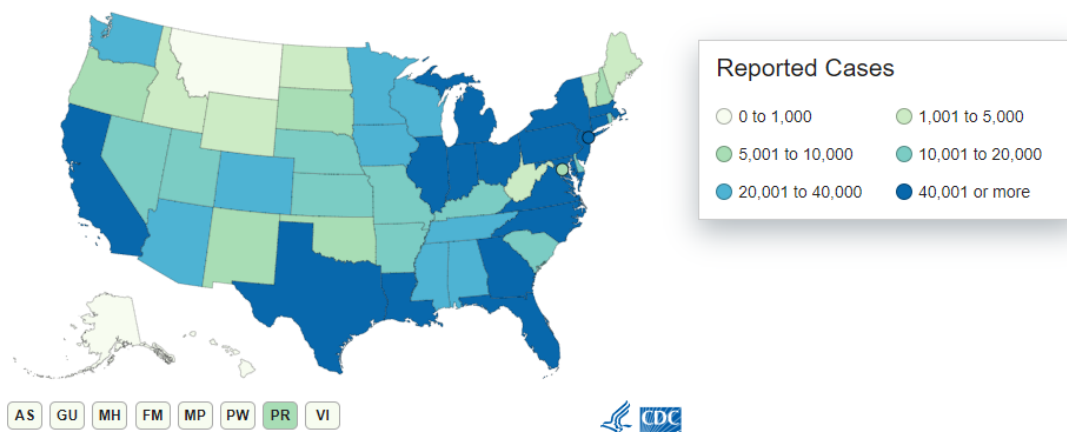 Reported Cases
0 to 1,000 1,001 to 5,000
5,001 to 10,000 10,001 to 20,000
20,001 to 40,000 40,001 or more
AS GU MH FM MP PW PR VI
CDC